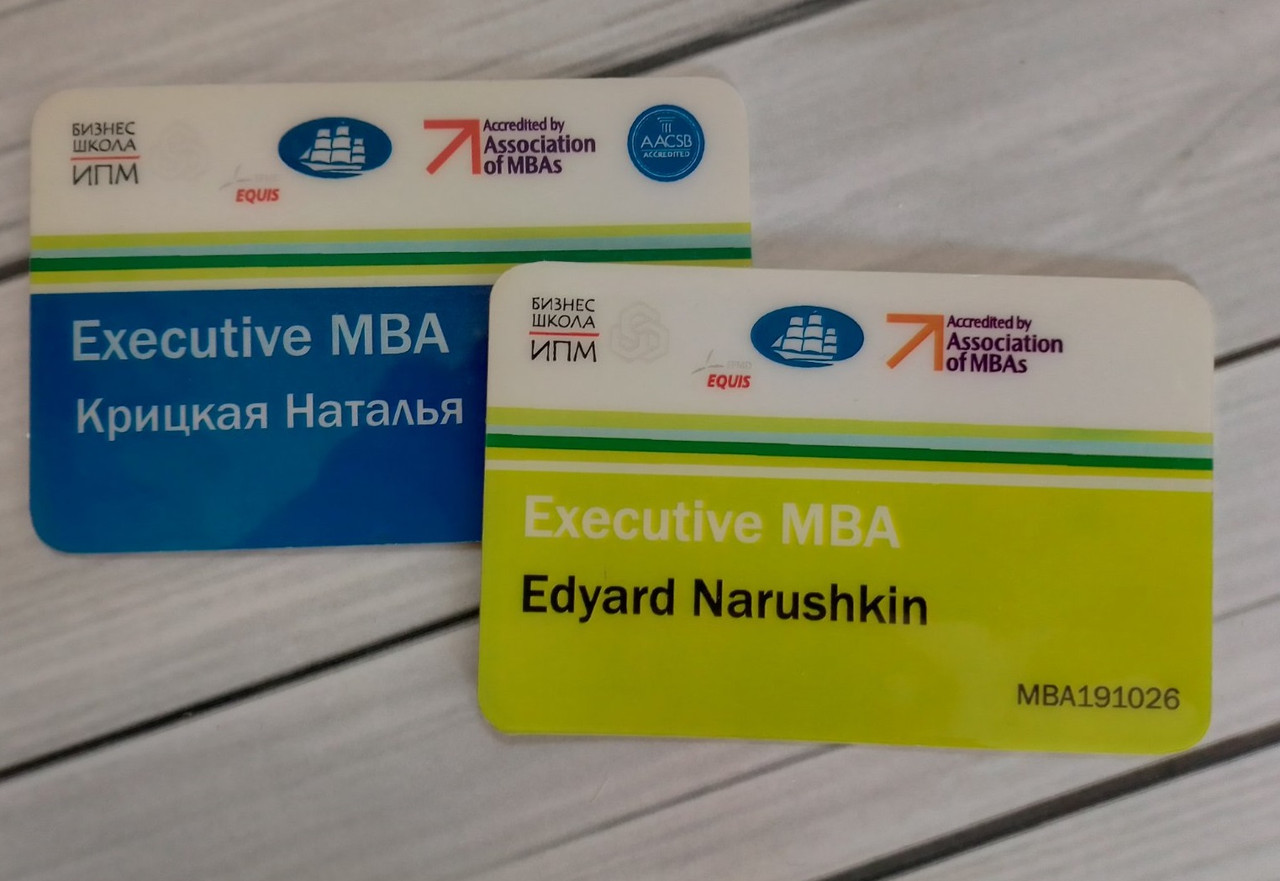 БИЗНЕС
ШКОЛА
ИПМ
EQUIS
Accredited by
Association
of MBAs
AACSB
ACCREDITED
Executive MBA
Крицкая Наталья
БИЗНЕС
ШКОЛА
ИПМ
EQUIS
Accredited by
Association
of MBAs
Executive MBA
Edyard Narushkin
MBA191026